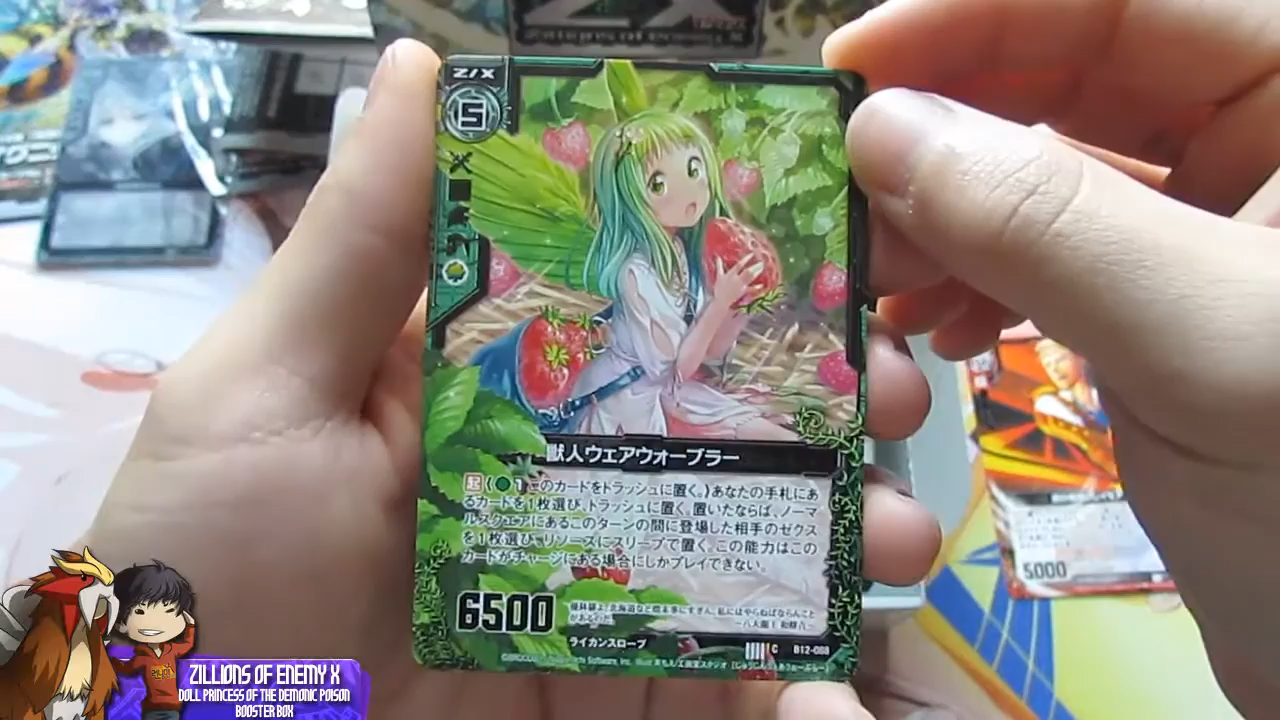 Z/X
Zillions of enemy X
Z/X
5
獣人ウェアウォーブラー
起(●1このカードをトラッシュに置く。)あなたの手札にあ
るカードを1枚選び、トラッシュに置く。置いたならば、ノーマ
ルスクエアにあるこのターンの間に登場した相手のゼクス
を1枚選び、リソースにスリープで置く。この能力はこの
カードがチャージにある場合にしかプレイできない。
6500
ライカンスロープ
C B12-088
5000
ZILLIONS OF ENEMY X
DOLL PRINCESS OF THE DEMONIC POISON
BOOSTER BOX